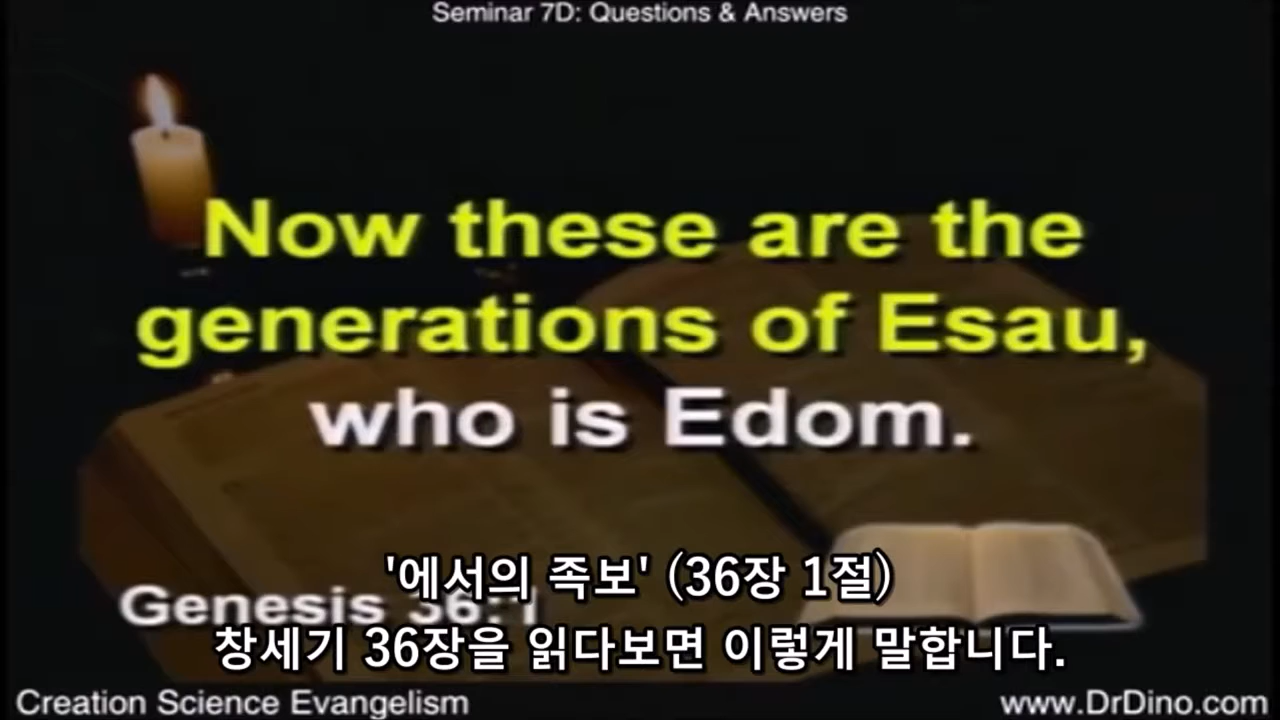 Seminar 7D: Questions & Answers
Now these are the
generations of Esau,
who is Edom.
Genesis 36:1
'에서의 족보' (36장 1절)
창세기 36장을 읽다보면 이렇게 말합니다.
Creation Science Evangelism
www.DrDino.com